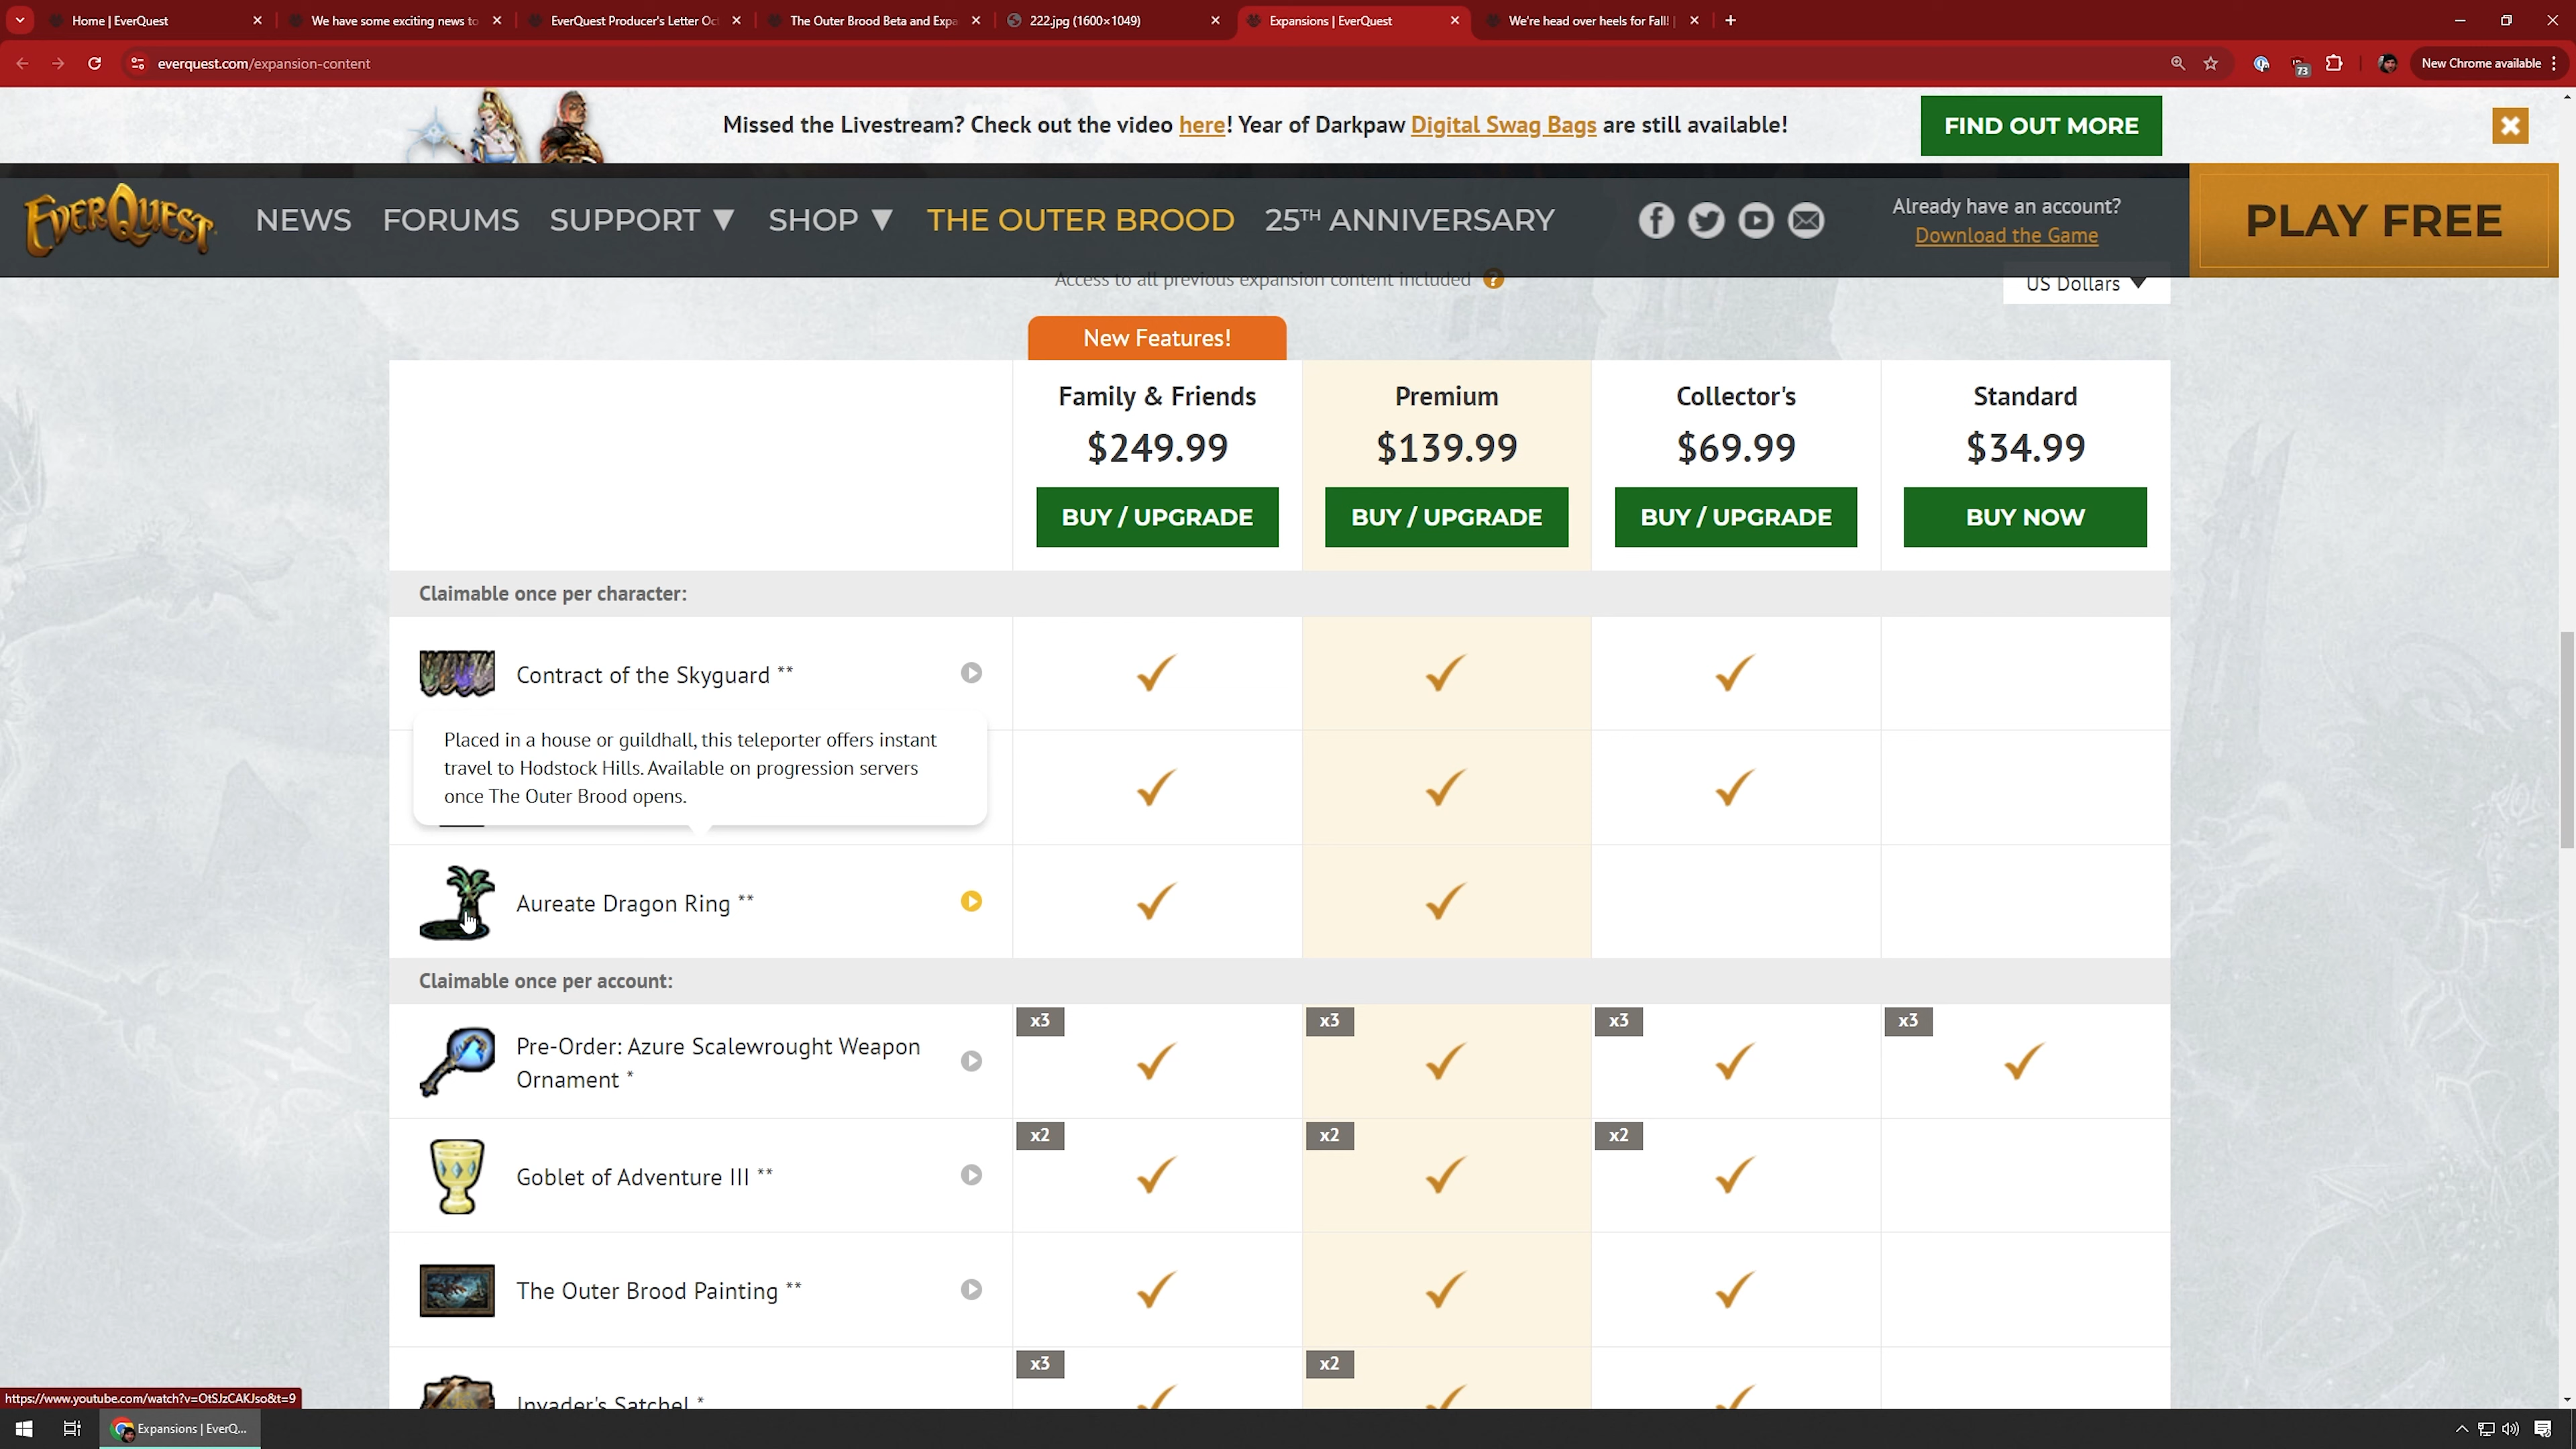 Home | EverQuest
We have some exciting news to
EverQuest Producer's Letter Oct
The Outer Brood Beta and Expa
222.jpg (1600×1049)
Expansions | EverQuest
We're head over heels for Fall! |
everquest.com/expansion-content
73
New Chrome available
Missed the Livestream? Check out the video here! Year of Darkpaw Digital Swag Bags are still available!
FIND OUT MORE
EVERQUEST
NEWS
FORUMS
SUPPORT ▼
SHOP ▼
THE OUTER BROOD
25TH ANNIVERSARY
Already have an account?
Download the Game
PLAY FREE
Access to all previous expansion content included ?
US Dollars
New Features!
Family & Friends
Premium
Collector's
Standard
$249.99
$139.99
$69.99
$34.99
BUY / UPGRADE
BUY / UPGRADE
BUY / UPGRADE
BUY NOW
Claimable once per character:
Contract of the Skyguard **
Placed in a house or guildhall, this teleporter offers instant
travel to Hodstock Hills. Available on progression servers
once The Outer Brood opens.
Aureate Dragon Ring **
Claimable once per account:
x3
x3
x3
x3
Pre-Order: Azure Scalewrought Weapon
Ornament *
x2
x2
x2
Goblet of Adventure III **
The Outer Brood Painting **
x3
x2
Invader's Satchel *
https://www.youtube.com/watch?v=OtSJzCAKJso&t=9
Expansions | EverQ...